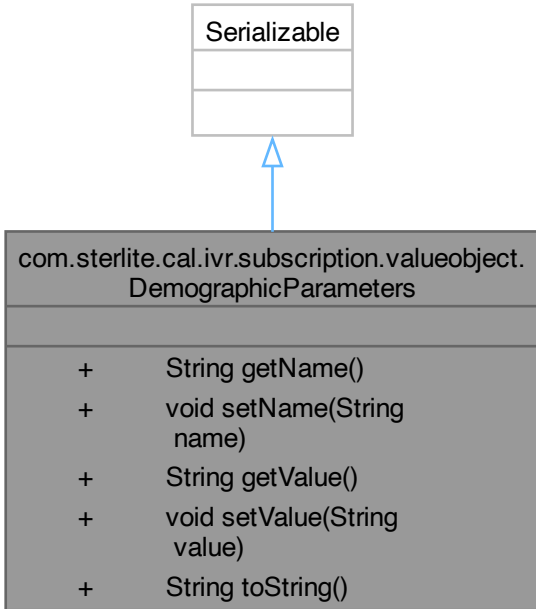 Serializable
com.sterlite.cal.ivr.subscription.valueobject.
DemographicParameters
+ String getName()
+ void setName(String
name)
+ String getValue()
+ void setValue(String
value)
+ String toString()